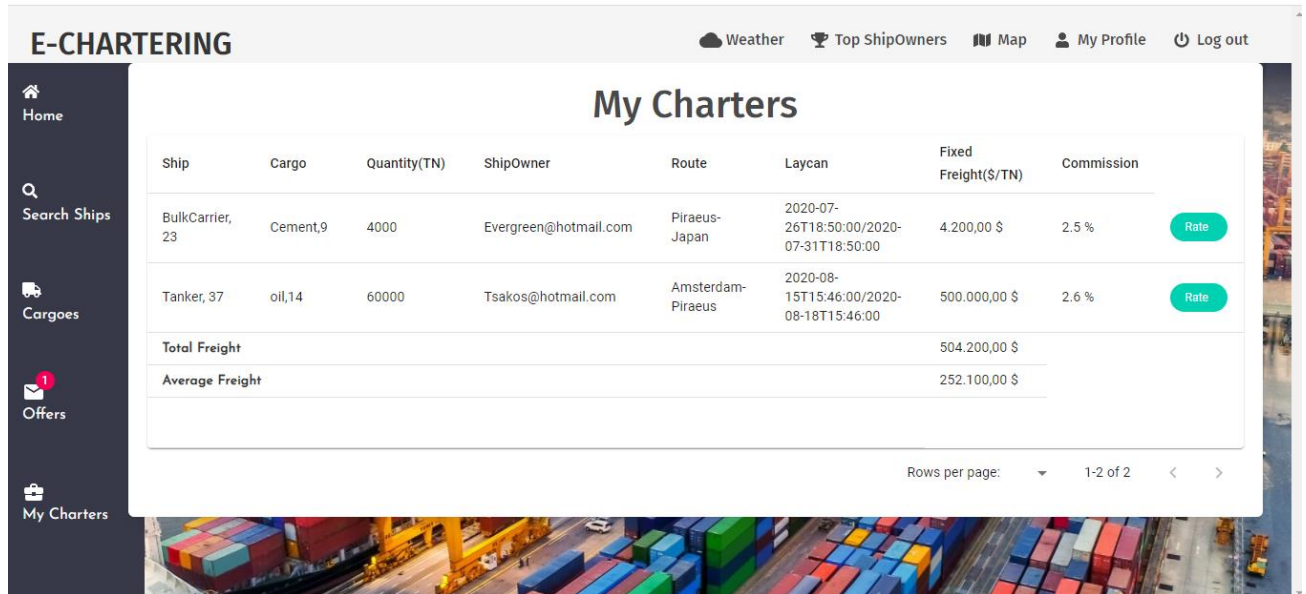 E-CHARTERING
Weather Top ShipOwners Map My Profile Log out
Home
Search Ships
Cargoes
1
Offers
My Charters
My Charters
Ship Cargo Quantity(TN) ShipOwner Route Laycan Fixed Freight($/TN) Commission
BulkCarrier, 23 Cement,9 4000 Evergreen@hotmail.com Piraeus-Japan 2020-07-26T18:50:00/2020-07-31T18:50:00 4.200,00 $ 2.5 % Rate
Tanker, 37 oil,14 60000 Tsakos@hotmail.com Amsterdam-Piraeus 2020-08-15T15:46:00/2020-08-18T15:46:00 500.000,00 $ 2.6 % Rate
Total Freight 504.200,00 $
Average Freight 252.100,00 $
Rows per page: 1-2 of 2